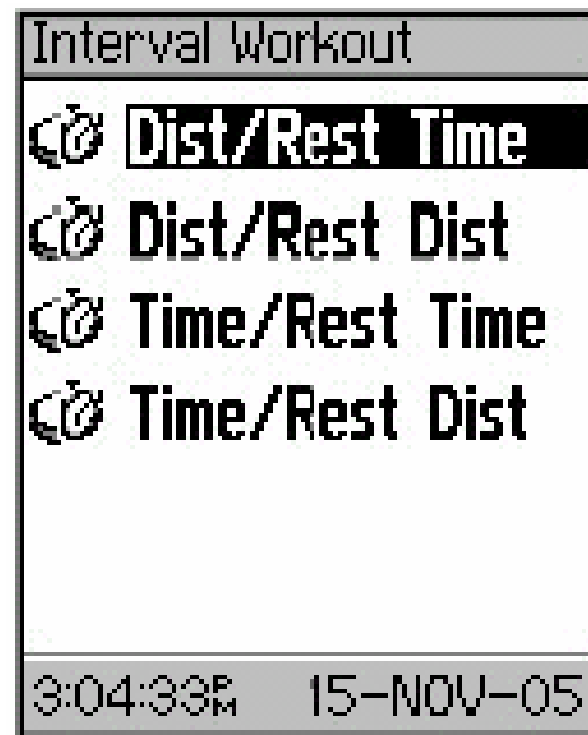 Interval Workout
Dist/Rest Time
Dist/Rest Dist
Time/Rest Time
Time/Rest Dist
3:04:33PM 15-NOV-05